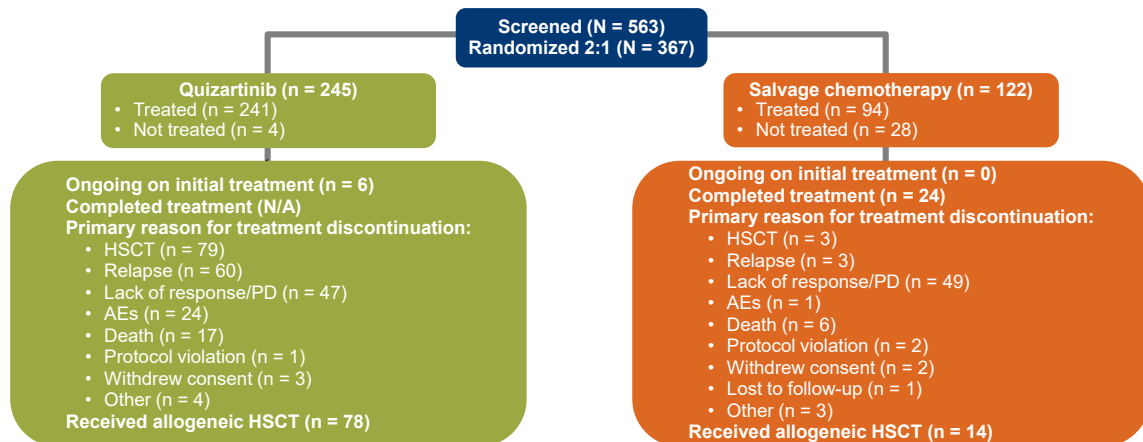 Screened (N = 563)
Randomized 2:1 (N = 367)
Quizartinib (n = 245)
• Treated (n = 241)
• Not treated (n = 4)
Salvage chemotherapy (n = 122)
• Treated (n = 94)
• Not treated (n = 28)
Ongoing on initial treatment (n = 6)
Completed treatment (N/A)
Primary reason for treatment discontinuation:
• HSCT (n = 79)
• Relapse (n = 60)
• Lack of response/PD (n = 47)
• AEs (n = 24)
• Death (n = 17)
• Protocol violation (n = 1)
• Withdrew consent (n = 3)
• Other (n = 4)
Received allogeneic HSCT (n = 78)
Ongoing on initial treatment (n = 0)
Completed treatment (n = 24)
Primary reason for treatment discontinuation:
• HSCT (n = 3)
• Relapse (n = 3)
• Lack of response/PD (n = 49)
• AEs (n = 1)
• Death (n = 6)
• Protocol violation (n = 2)
• Withdrew consent (n = 2)
• Lost to follow-up (n = 1)
• Other (n = 3)
Received allogeneic HSCT (n = 14)